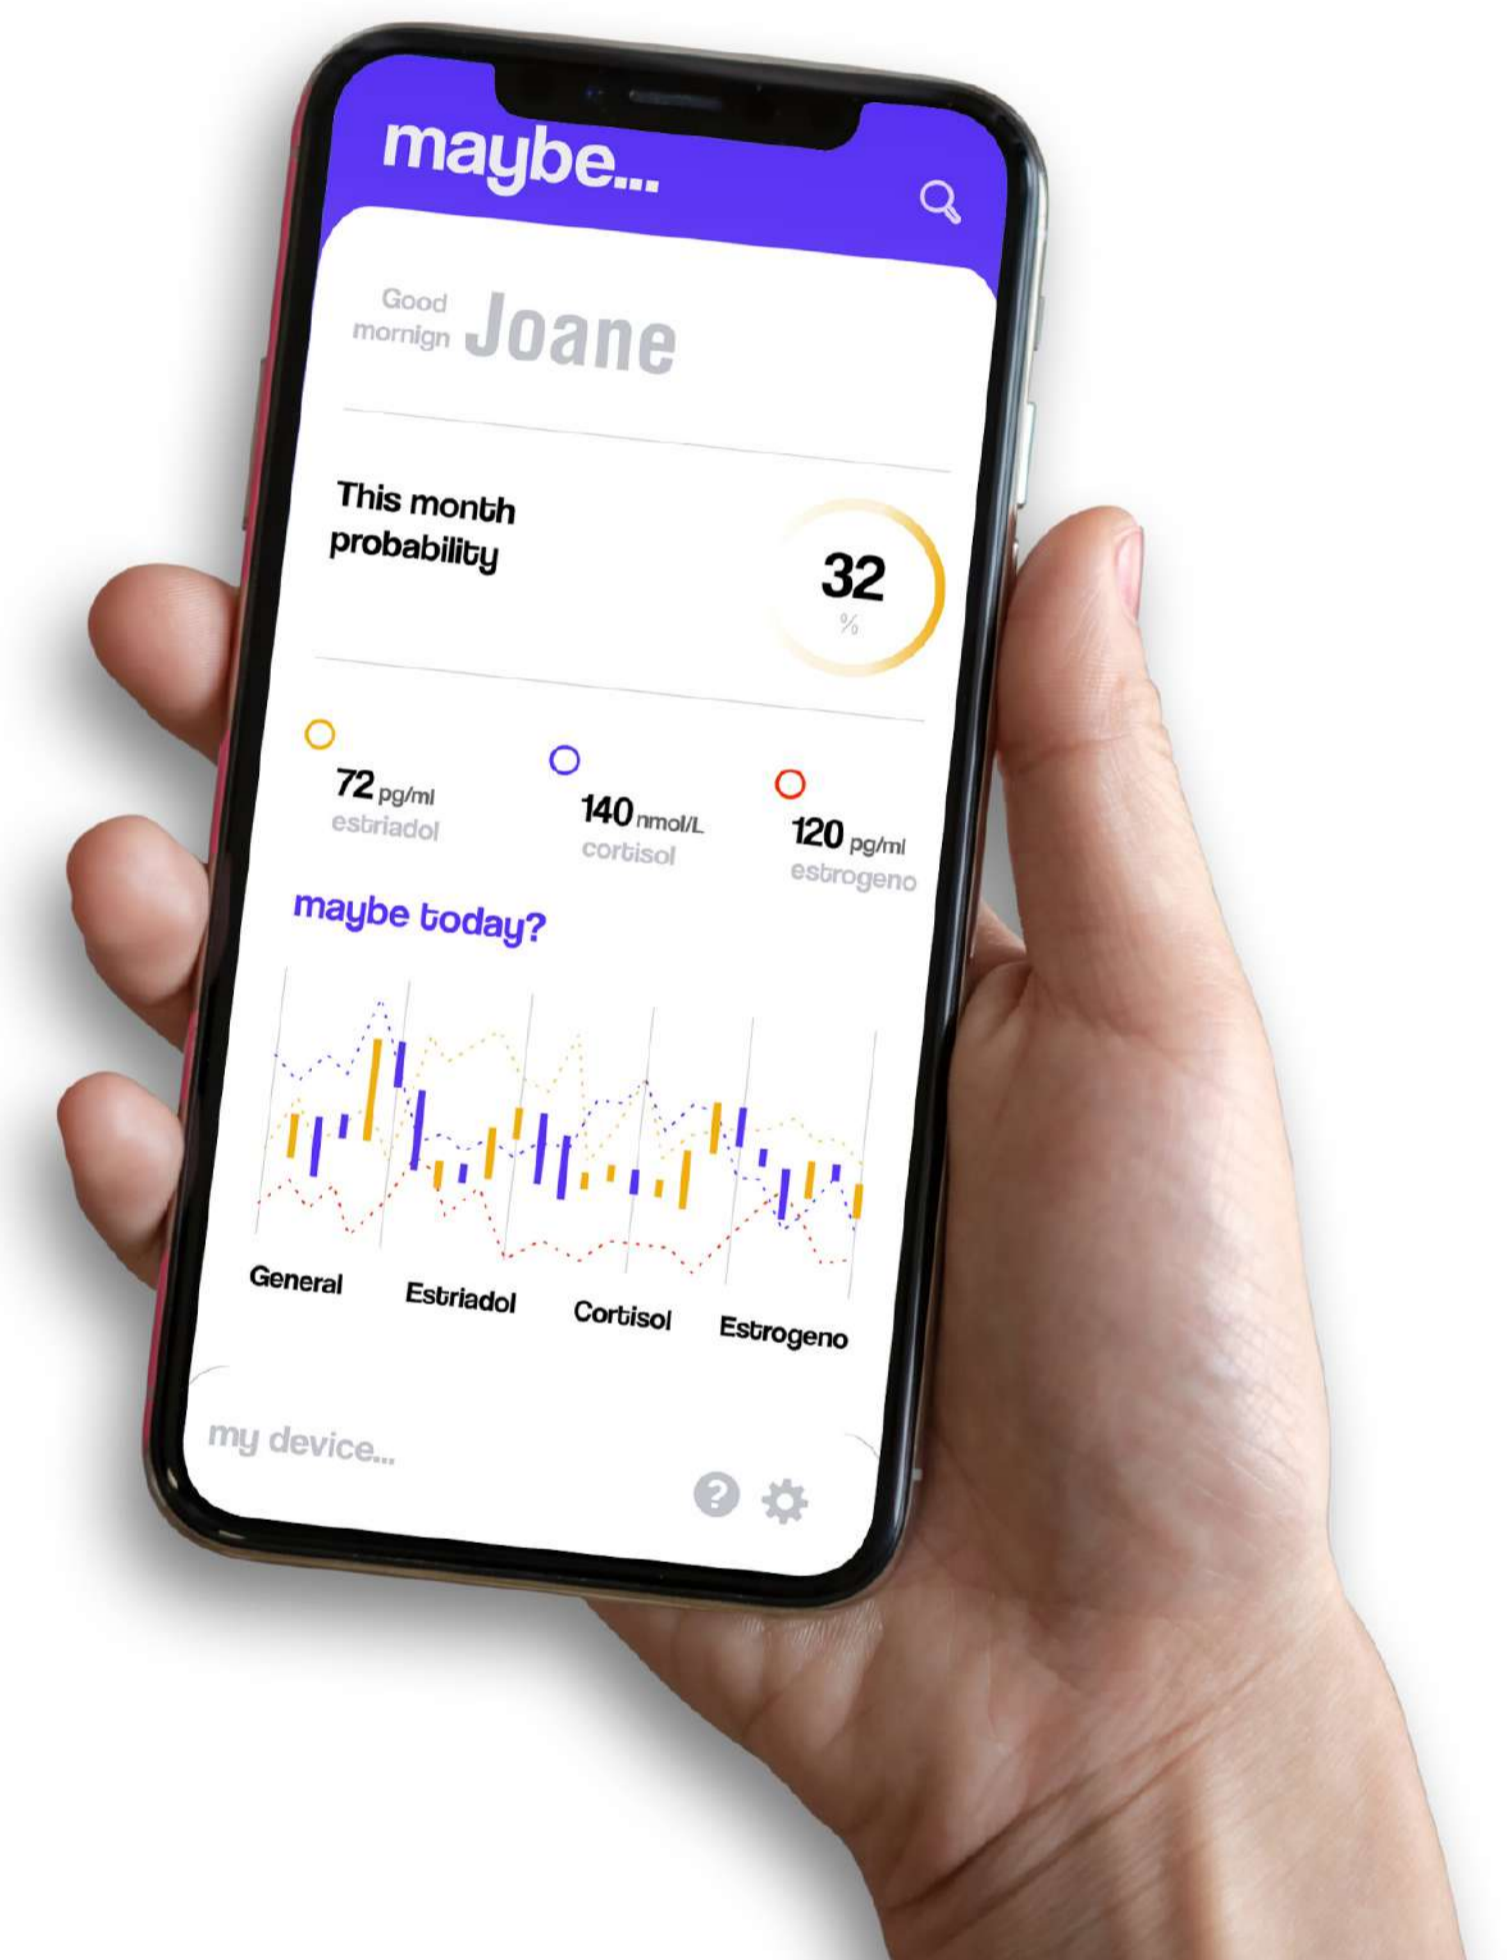 maybe...
Good
mornign
Joane
This month
probability
32
%
72 pg/ml
estriadol
140 nmol/L
cortisol
120 pg/ml
estrogeno
maybe today?
General Estriadol Cortisol Estrogeno
my device...
?